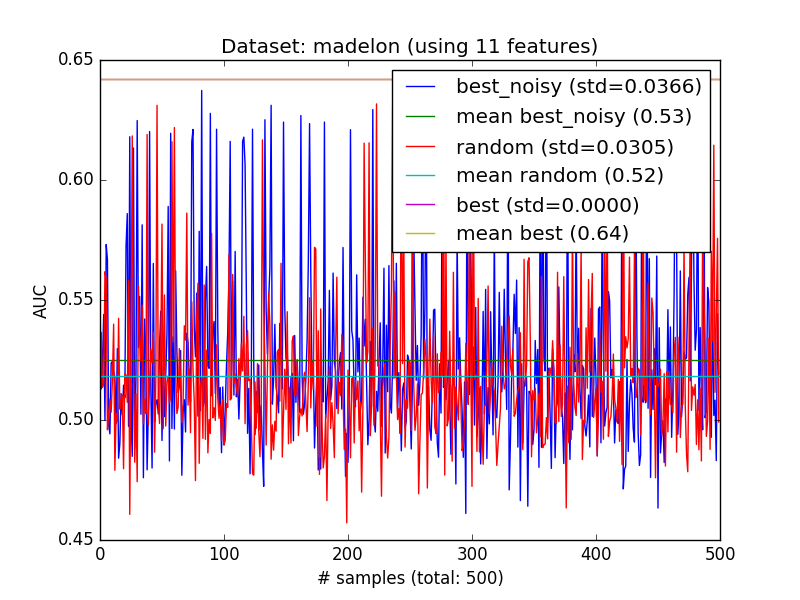 Dataset: madelon (using 11 features)
0.65
0.60
0.55
0.50
0.45
AUC
best_noisy (std=0.0366)
mean best_noisy (0.53)
random (std=0.0305)
mean random (0.52)
best (std=0.0000)
mean best (0.64)
0 100 200 300 400 500
# samples (total: 500)